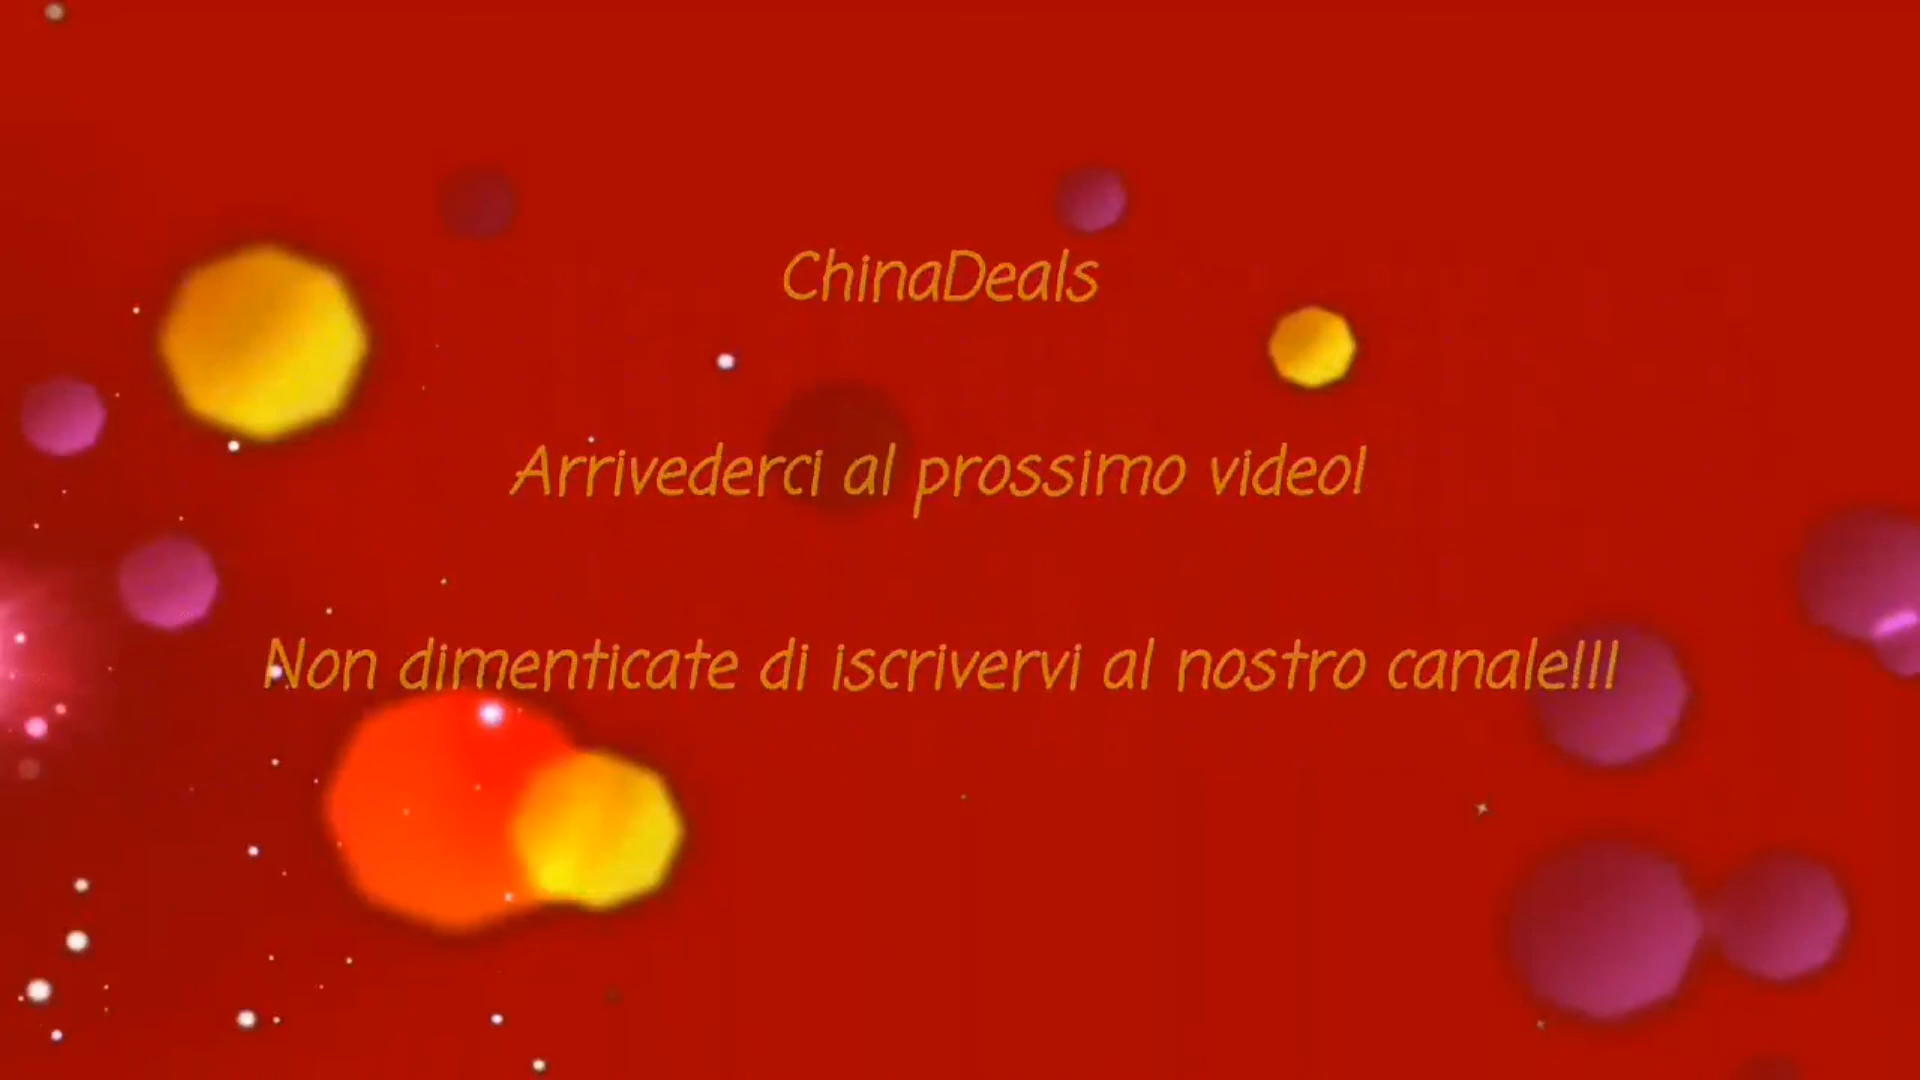 ChinaDeals
Arrivederci al prossimo video!
Non dimenticate di iscrivervi al nostro canale!!!